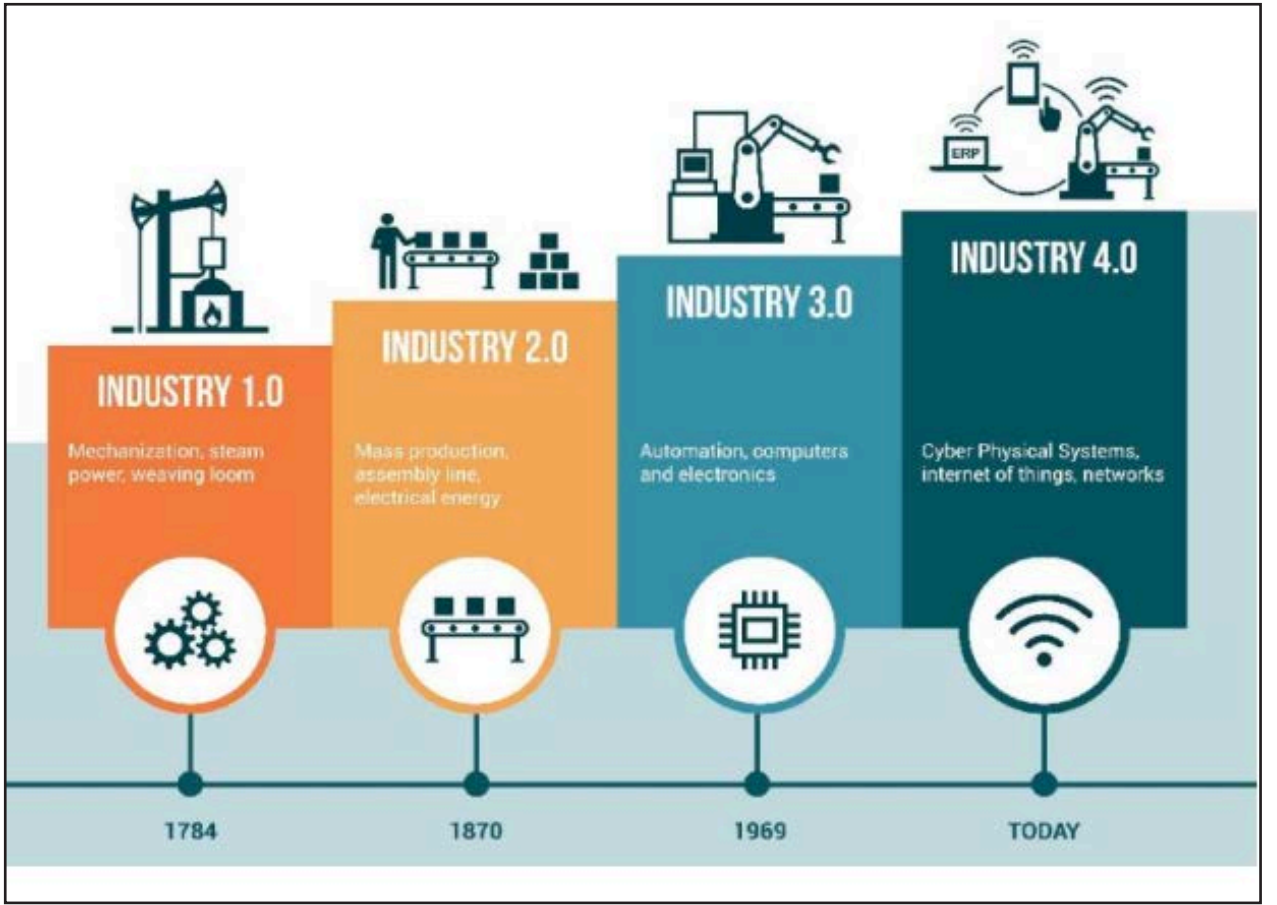 ERP
INDUSTRY 1.0
Mechanization, steam
power, weaving loom
INDUSTRY 2.0
Mass production,
assembly line,
electrical energy
INDUSTRY 3.0
Automation, computers
and electronics
INDUSTRY 4.0
Cyber Physical Systems,
internet of things, networks
1784
1870
1969
TODAY